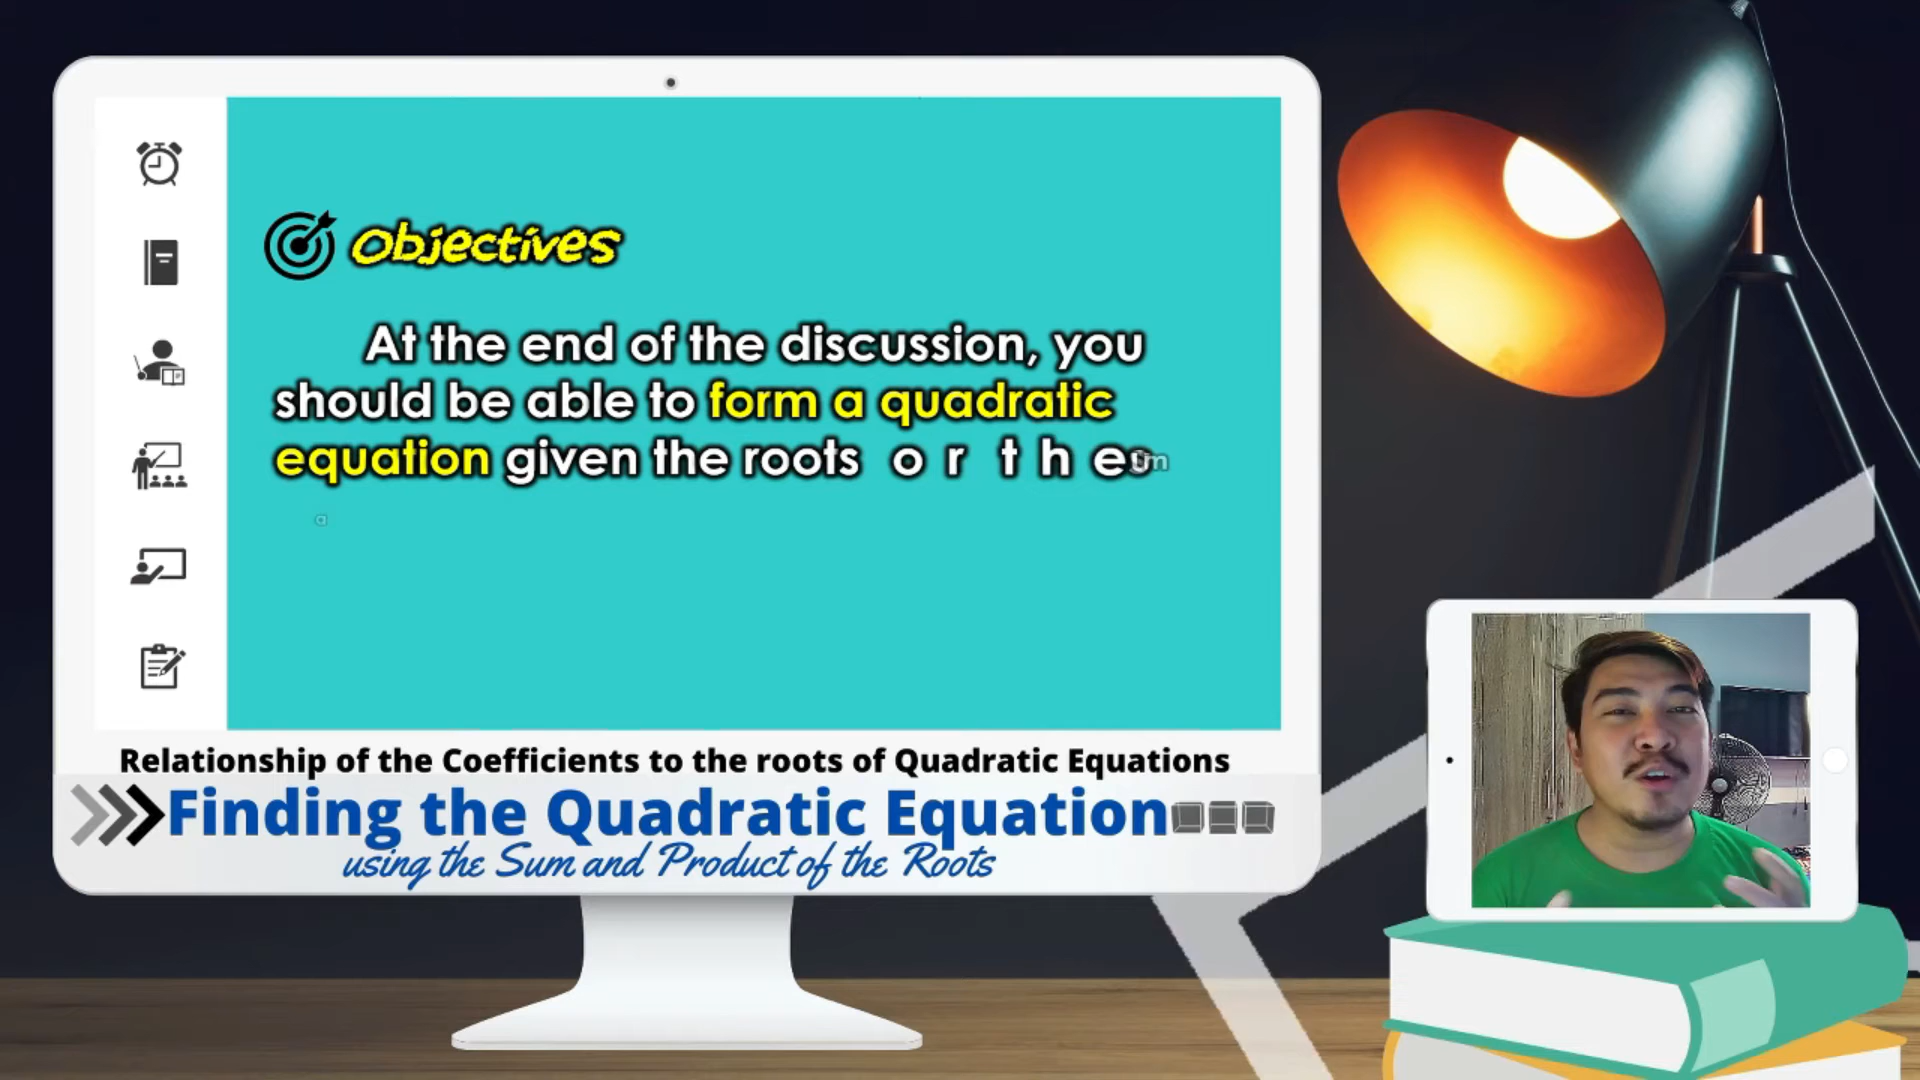 Objectives
At the end of the discussion, you
should be able to form a quadratic
equation given the roots or the
Relationship of the Coefficients to the roots of Quadratic Equations
Finding the Quadratic Equation
using the Sum and Product of the Roots